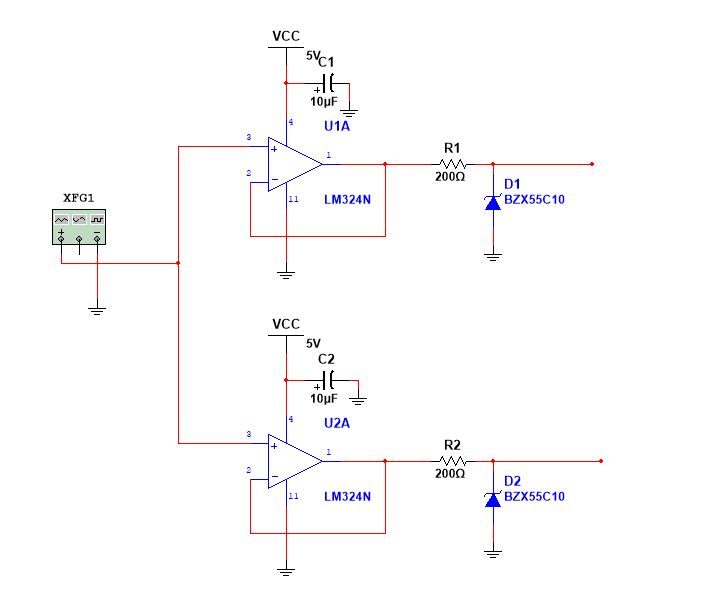 VCC
5V
C1
10µF
U1A
4
3
1
2
11
LM324N
R1
200Ω
D1
BZX55C10
XFG1
VCC
5V
C2
10µF
U2A
4
3
1
2
11
LM324N
R2
200Ω
D2
BZX55C10